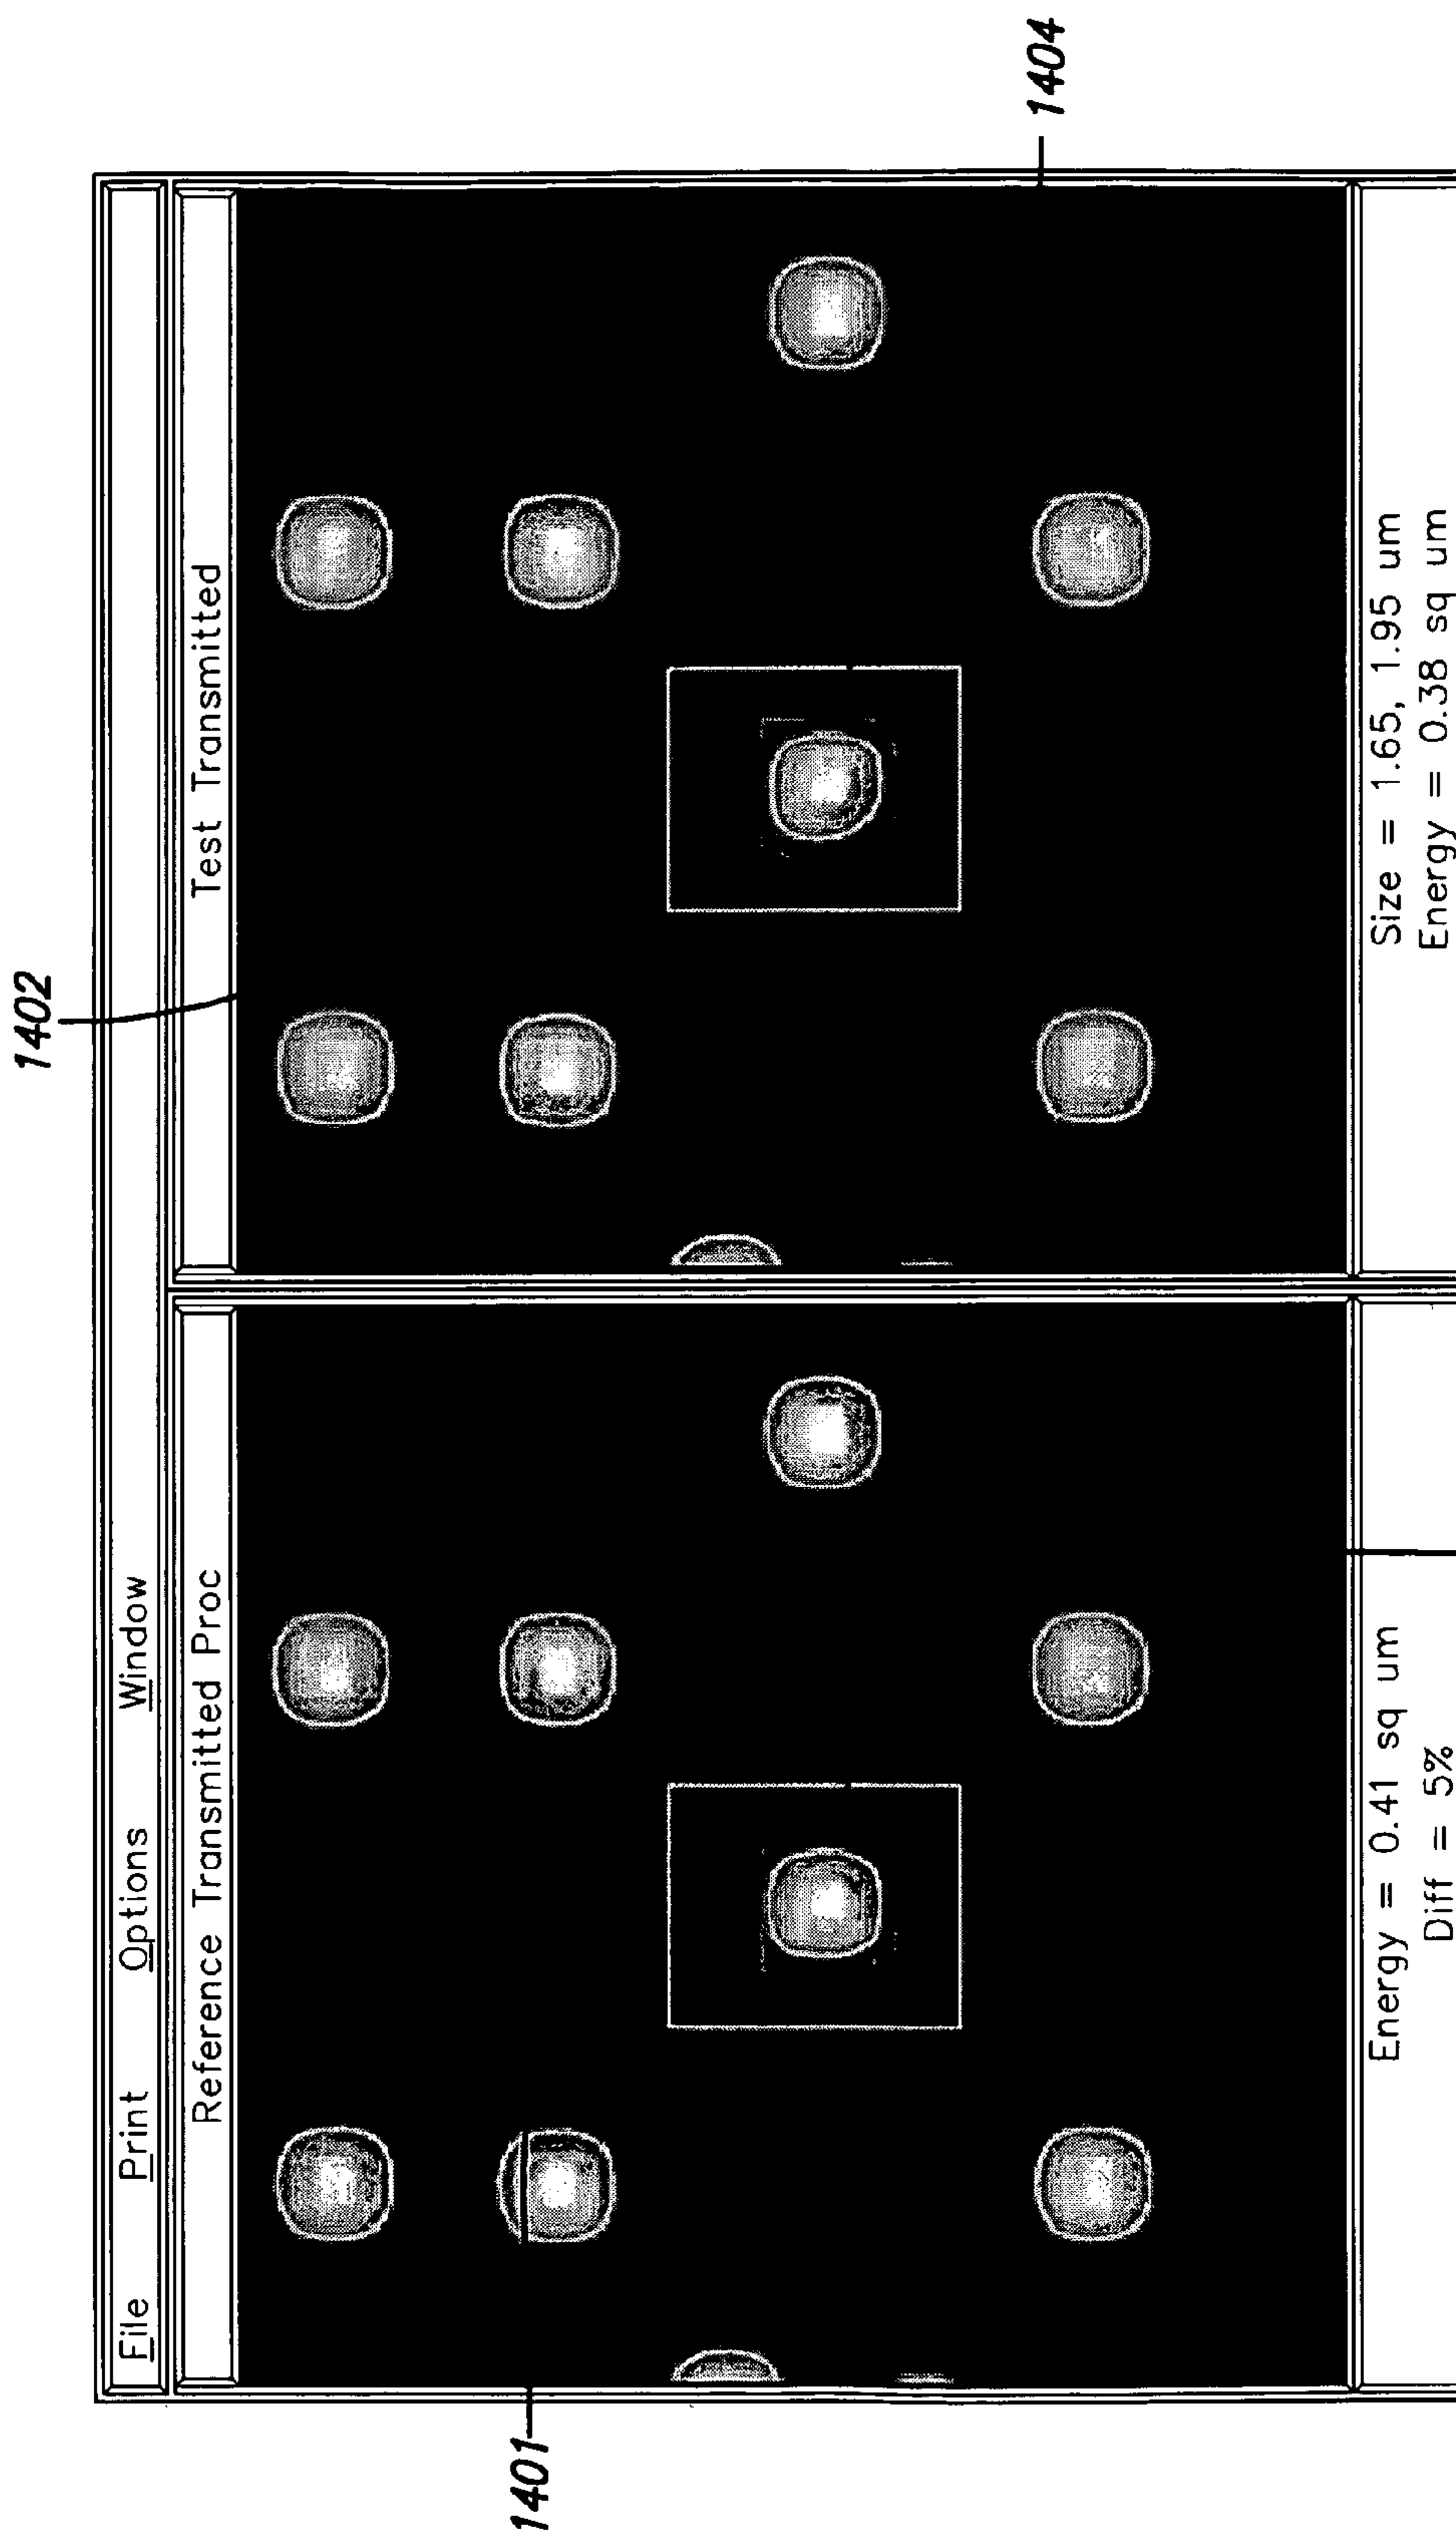 1402
File Print Options Window
Reference Transmitted Proc
Test Transmitted
1401
1404
Energy = 0.41 sq um
Diff = 5%
Size = 1.65, 1.95 um
Energy = 0.38 sq um